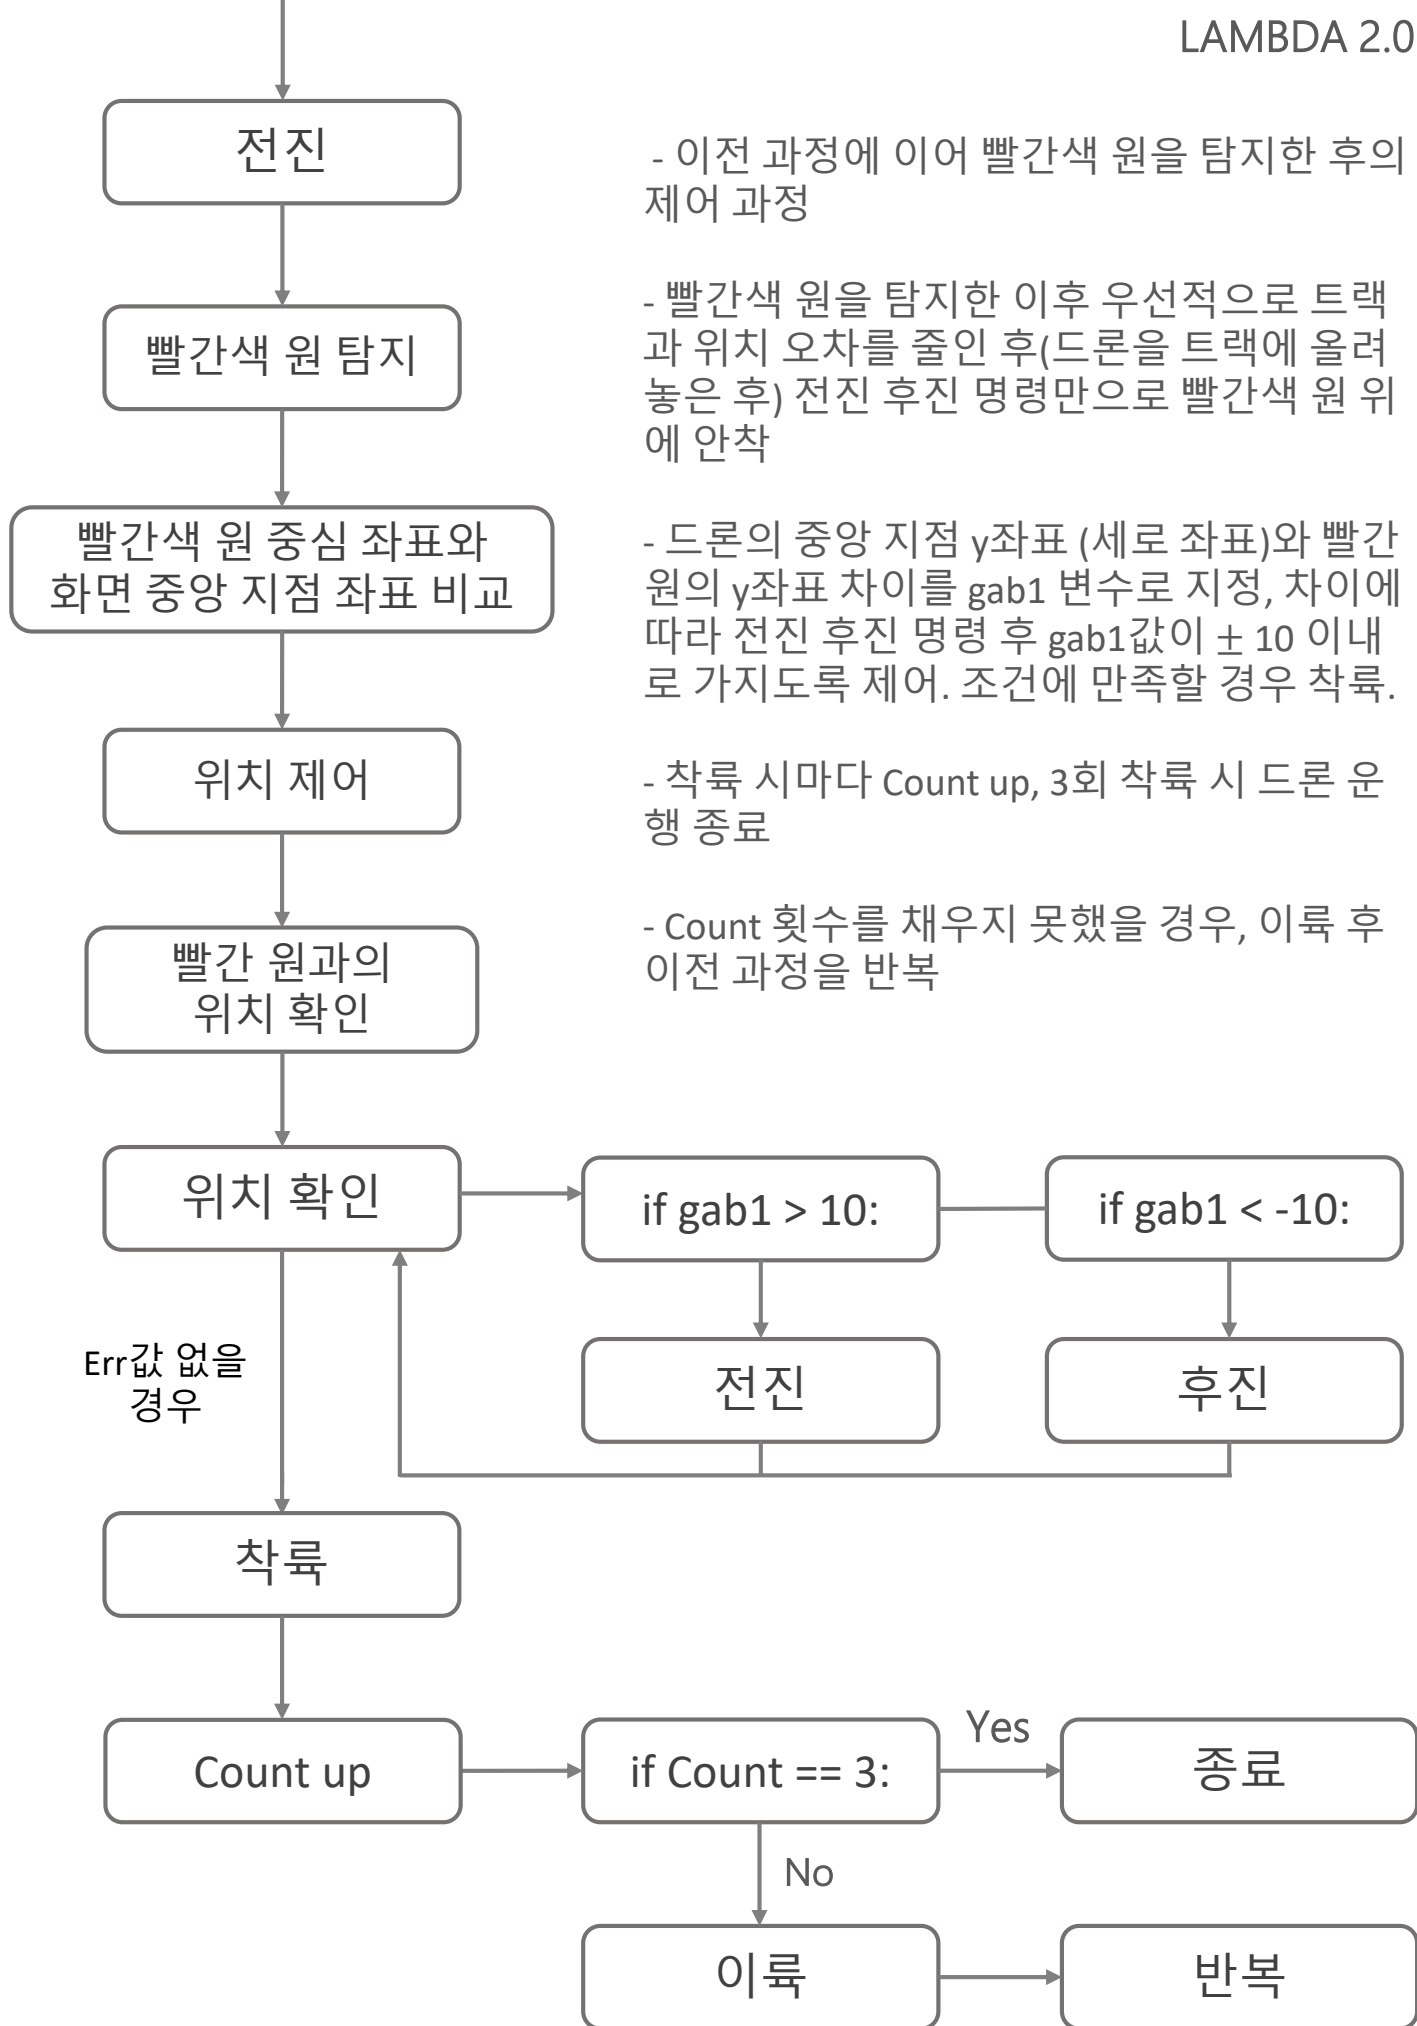 LAMBDA 2.0
전진
빨간색 원 탐지
빨간색 원 중심 좌표와
화면 중앙 지점 좌표 비교
위치 제어
빨간 원과의
위치 확인
- 이전 과정에 이어 빨간색 원을 탐지한 후의
제어 과정
- 빨간색 원을 탐지한 이후 우선적으로 트랙
과 위치 오차를 줄인 후(드론을 트랙에 올려
놓은 후) 전진 후진 명령만으로 빨간색 원 위
에 안착
- 드론의 중앙 지점 y좌표 (세로 좌표)와 빨간
원의 y좌표 차이를 gab1 변수로 지정, 차이에
따라 전진 후진 명령 후 gab1값이 ± 10 이내
로 가지도록 제어. 조건에 만족할 경우 착륙.
- 착륙 시마다 Count up, 3회 착륙 시 드론 운
행 종료
- Count 횟수를 채우지 못했을 경우, 이륙 후
이전 과정을 반복
위치 확인
if gab1 > 10:
if gab1 < -10:
Err값 없을
경우
전진
후진
착륙
Count up
if Count == 3:
Yes
종료
No
이륙
반복